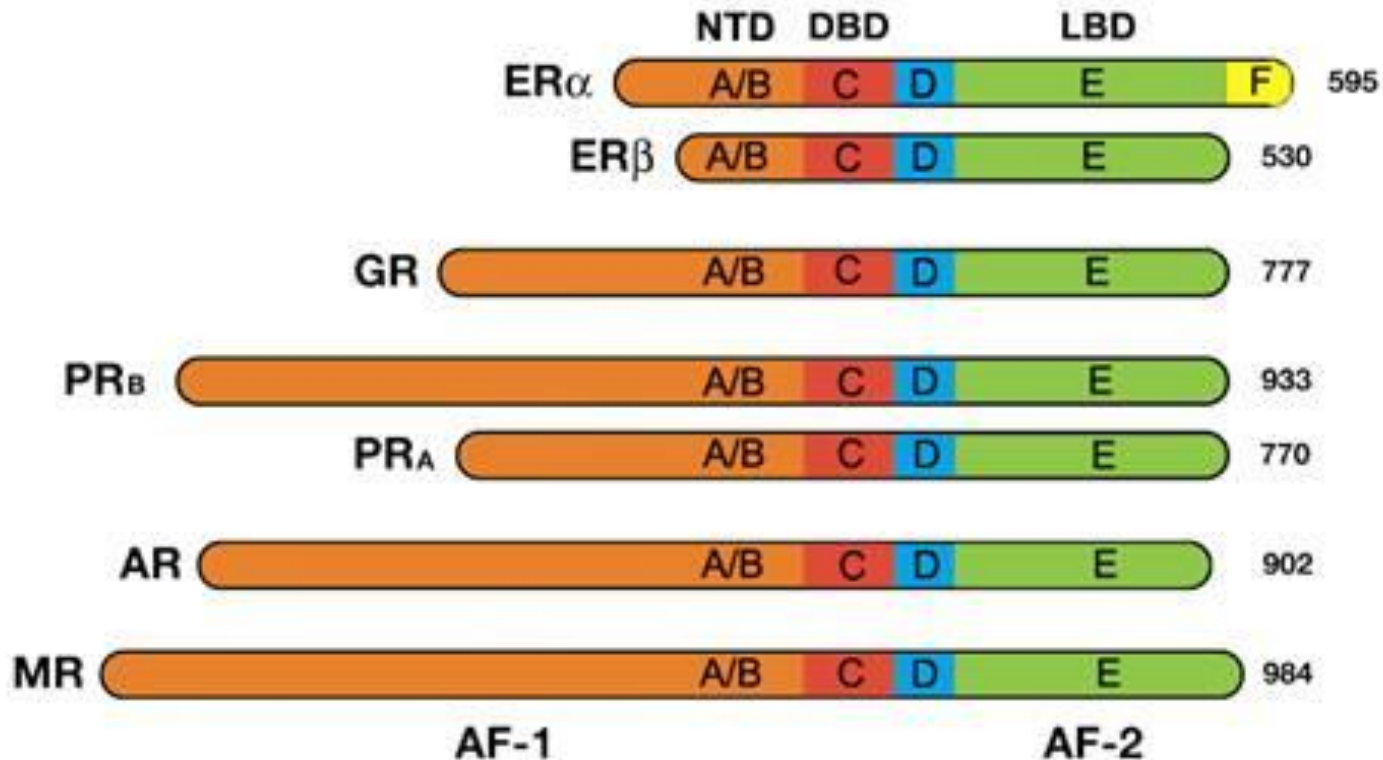 NTD DBD LBD
ERα A/B C D E F 595
ERβ A/B C D E 530
GR A/B C D E 777
PRB A/B C D E 933
PRA A/B C D E 770
AR A/B C D E 902
MR A/B C D E 984
AF-1 AF-2